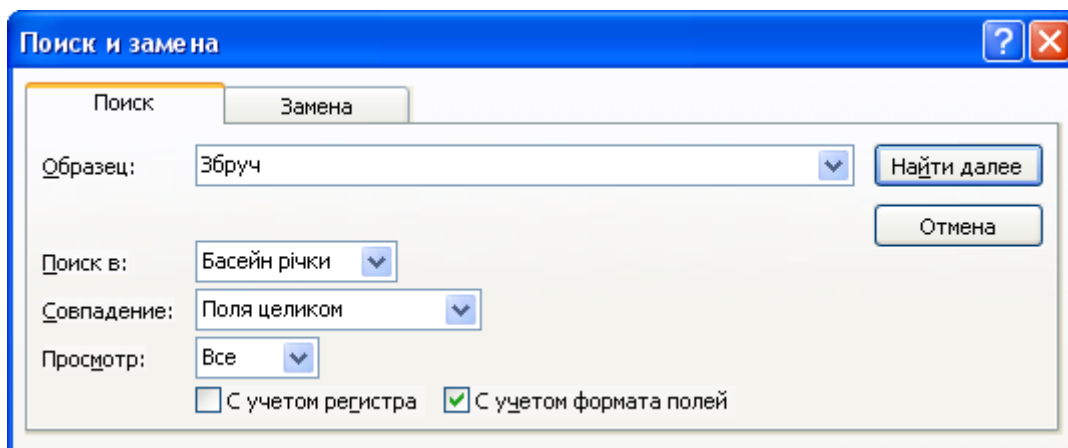 Поиск и замена
Поиск Замена
Образец: Збруч Найти далее
Отмена
Поиск в: Басейн річки
Совпадение: Поля целиком
Просмотр: Все
С учетом регистра С учетом формата полей